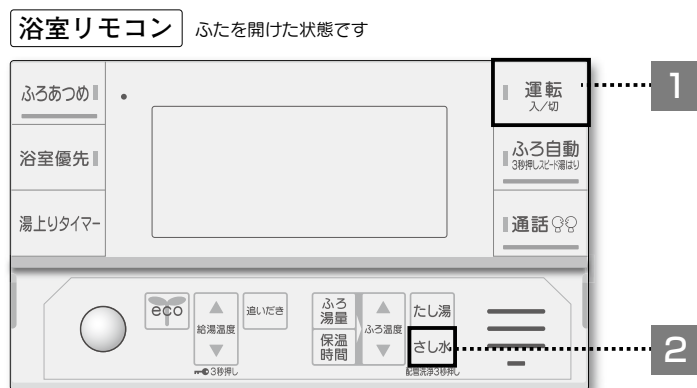 浴室リモコン ふたを開けた状態です
ふろあつめ
浴室優先
湯上りタイマー
運転
入/切
ふろ自動
3秒押しスピード湯はり
通話
1
eco
給湯温度
3秒押し
追いだき
ふろ
湯量
保温
時間
ふろ温度
たし湯
さし水
配管洗浄3秒押し
2